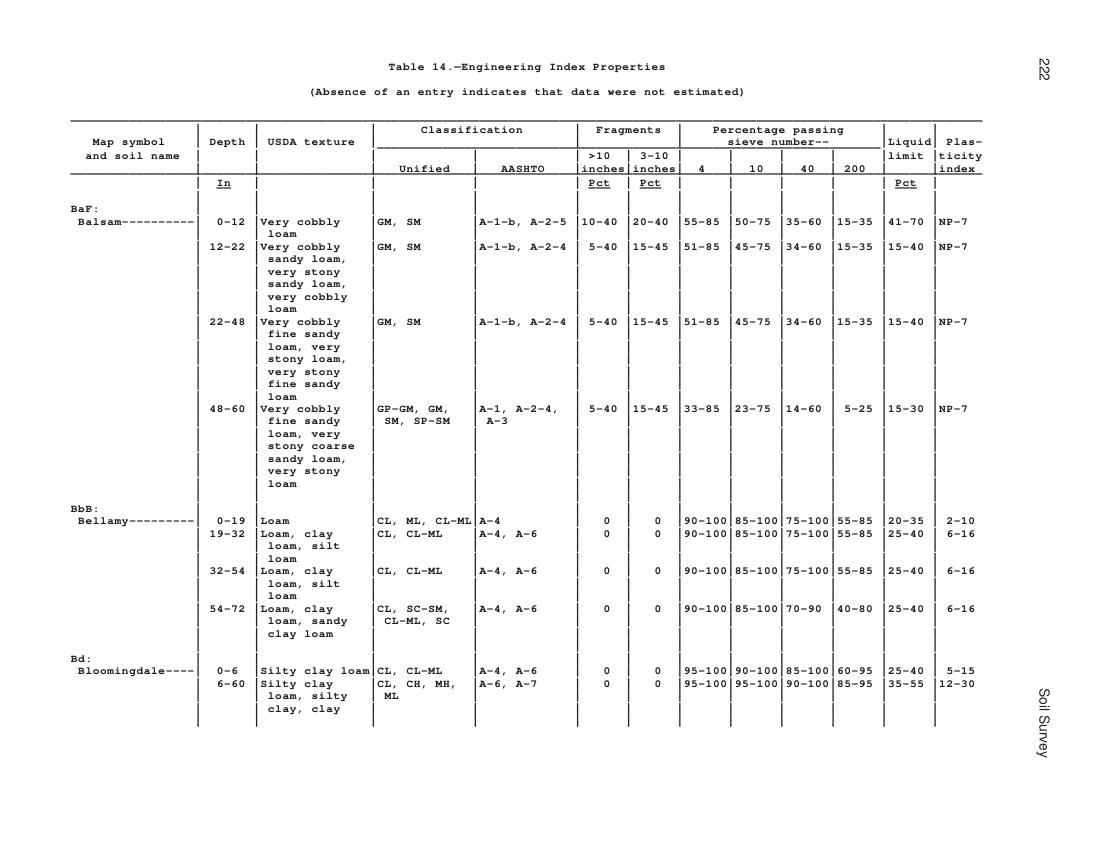 222
Table 14.—Engineering Index Properties
(Absence of an entry indicates that data were not estimated)
Classification Fragments Percentage passing
Map symbol Depth USDA texture sieve number-- Liquid Plas-
and soil name >10 3-10 limit ticity
Unified AASHTO inches inches 4 10 40 200 index
In Pct Pct Pct
BaF:
Balsam---------- 0-12 Very cobbly GM, SM A-1-b, A-2-5 10-40 20-40 55-85 50-75 35-60 15-35 41-70 NP-7
loam
12-22 Very cobbly GM, SM A-1-b, A-2-4 5-40 15-45 51-85 45-75 34-60 15-35 15-40 NP-7
sandy loam,
very stony
sandy loam,
very cobbly
loam
22-48 Very cobbly GM, SM A-1-b, A-2-4 5-40 15-45 51-85 45-75 34-60 15-35 15-40 NP-7
fine sandy
loam, very
stony loam,
very stony
fine sandy
loam
48-60 Very cobbly GP-GM, GM, A-1, A-2-4, 5-40 15-45 33-85 23-75 14-60 5-25 15-30 NP-7
fine sandy SM, SP-SM A-3
loam, very
stony coarse
sandy loam,
very stony
loam
BbB:
Bellamy--------- 0-19 Loam CL, ML, CL-ML A-4 0 0 90-100 85-100 75-100 55-85 20-35 2-10
19-32 Loam, clay CL, CL-ML A-4, A-6 0 0 90-100 85-100 75-100 55-85 25-40 6-16
loam, silt
loam
32-54 Loam, clay CL, CL-ML A-4, A-6 0 0 90-100 85-100 75-100 55-85 25-40 6-16
loam, silt
loam
54-72 Loam, clay CL, SC-SM, A-4, A-6 0 0 90-100 85-100 70-90 40-80 25-40 6-16
loam, sandy CL-ML, SC
clay loam
Bd:
Bloomingdale---- 0-6 Silty clay loam CL, CL-ML A-4, A-6 0 0 95-100 90-100 85-100 60-95 25-40 5-15
6-60 Silty clay CL, CH, MH, A-6, A-7 0 0 95-100 95-100 90-100 85-95 35-55 12-30
loam, silty ML
clay, clay
Soil Survey